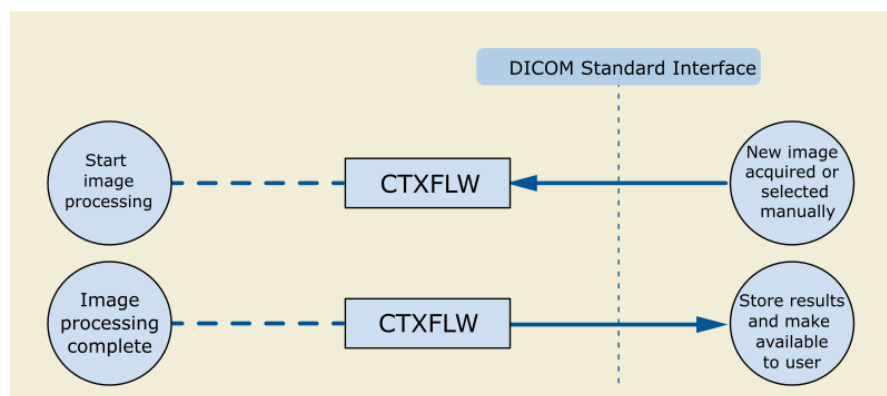 DICOM Standard Interface
Start
image
processing
CTXFLW
New image
acquired or
selected
manually
Image
processing
complete
CTXFLW
Store results
and make
available
to user